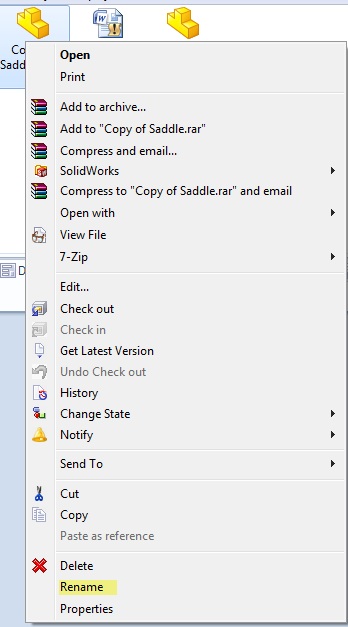 Co
Sadd
Open
Print
Add to archive...
Add to "Copy of Saddle.rar"
Compress and email...
SolidWorks
Compress to "Copy of Saddle.rar" and email
Open with
View File
7-Zip
D
Edit...
Check out
Check in
Get Latest Version
Undo Check out
History
Change State
Notify
Send To
Cut
Copy
Paste as reference
Delete
Rename
Properties